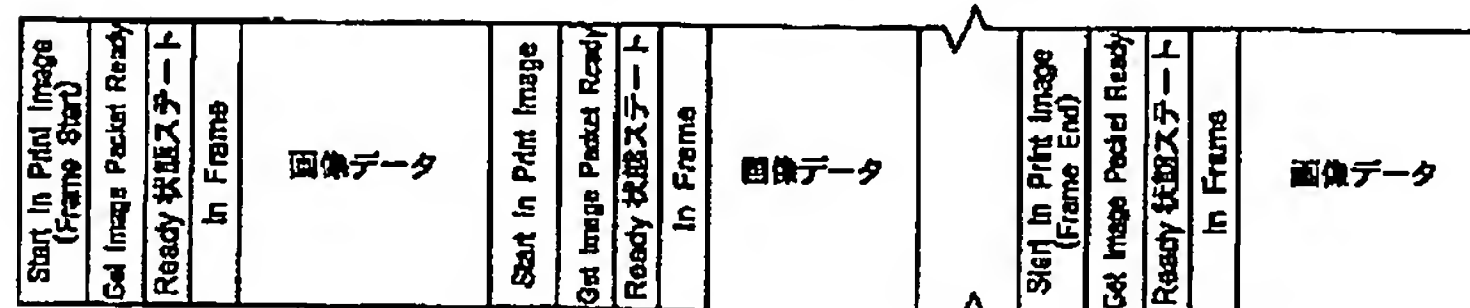 Start In Print Image
(Frame Start)
Get Image Packet Ready
Ready 状態ステート
In Frame
画像データ
Start In Print Image
Get Image Packet Ready
Ready 状態ステート
In Frame
画像データ
Start In Print Image
(Frame End)
Get Image Packet Ready
Ready 状態ステート
In Frame
画像データ